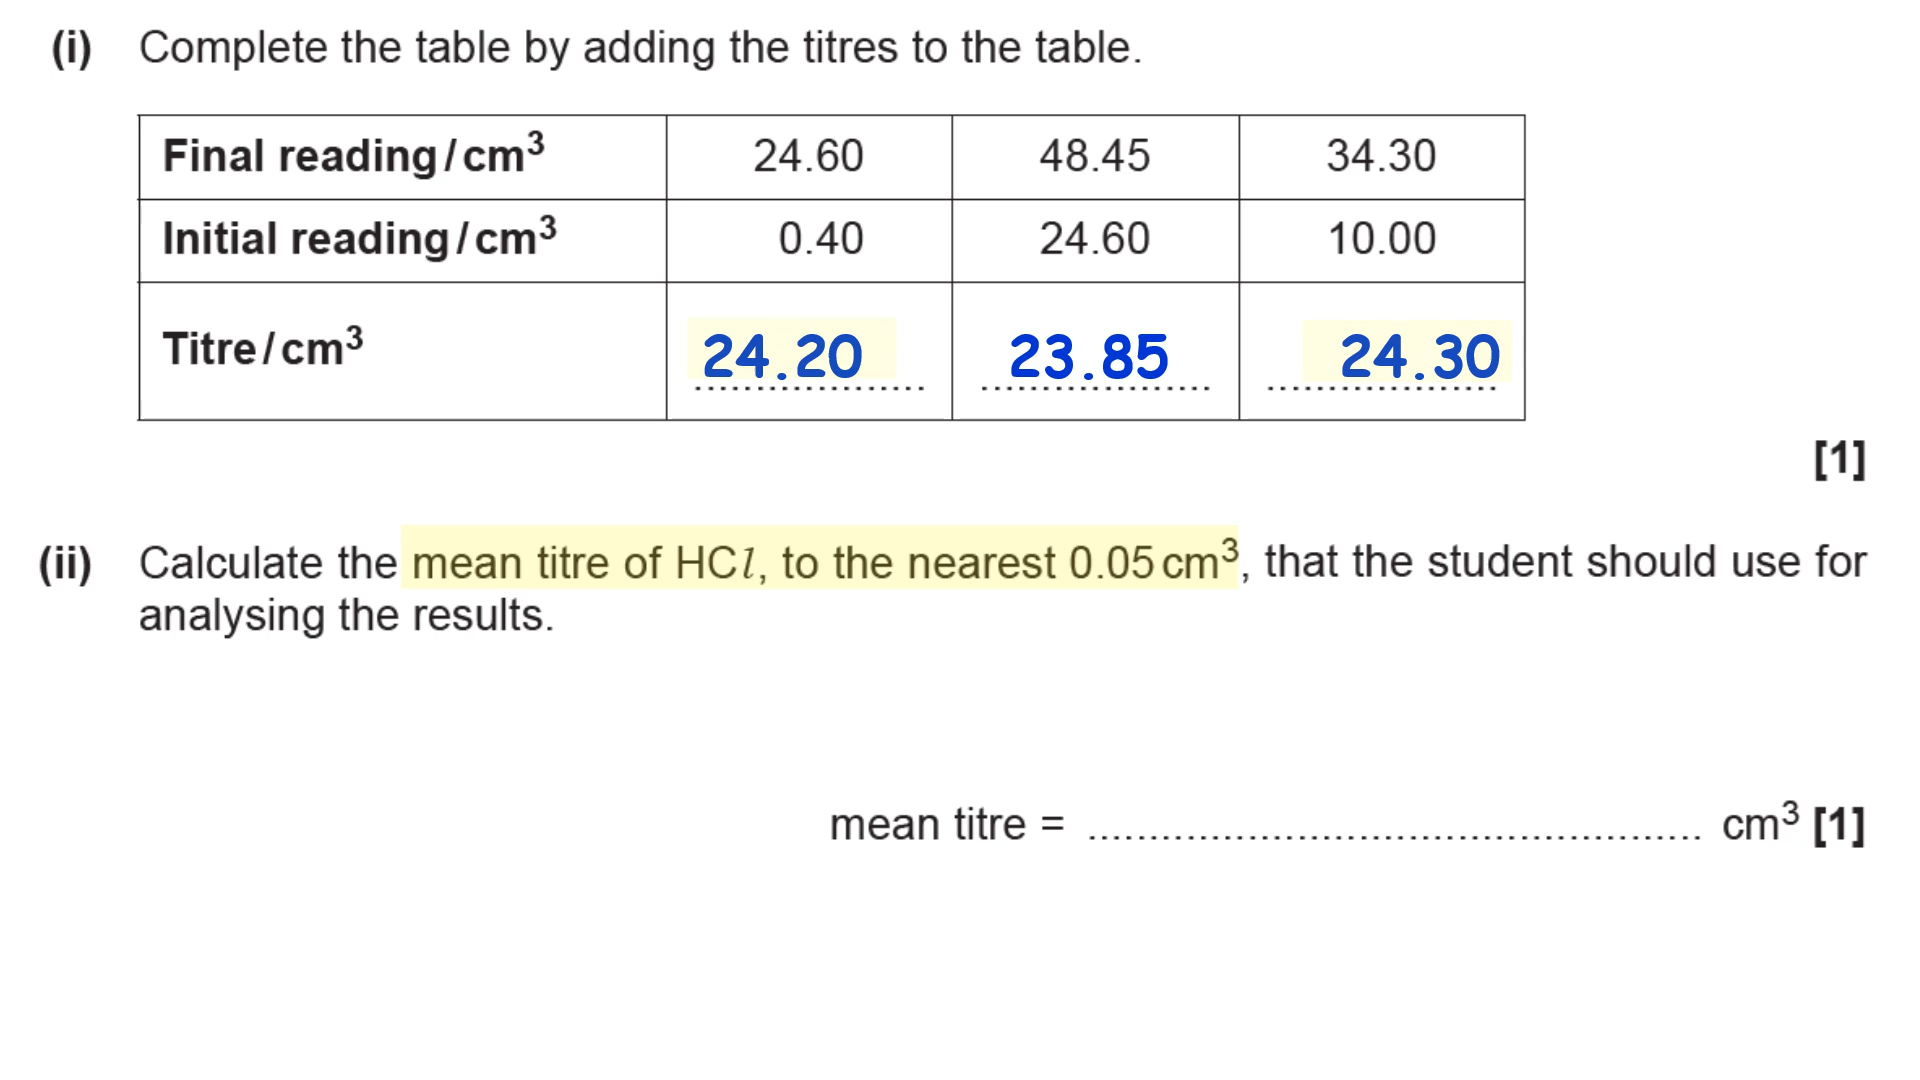 (i) Complete the table by adding the titres to the table.
Final reading / cm³ 24.60 48.45 34.30
Initial reading / cm³ 0.40 24.60 10.00
Titre / cm³ 24.20 23.85 24.30
[1]
(ii) Calculate the mean titre of HCl, to the nearest 0.05 cm³, that the student should use for
analysing the results.
mean titre = .................................................. cm³ [1]